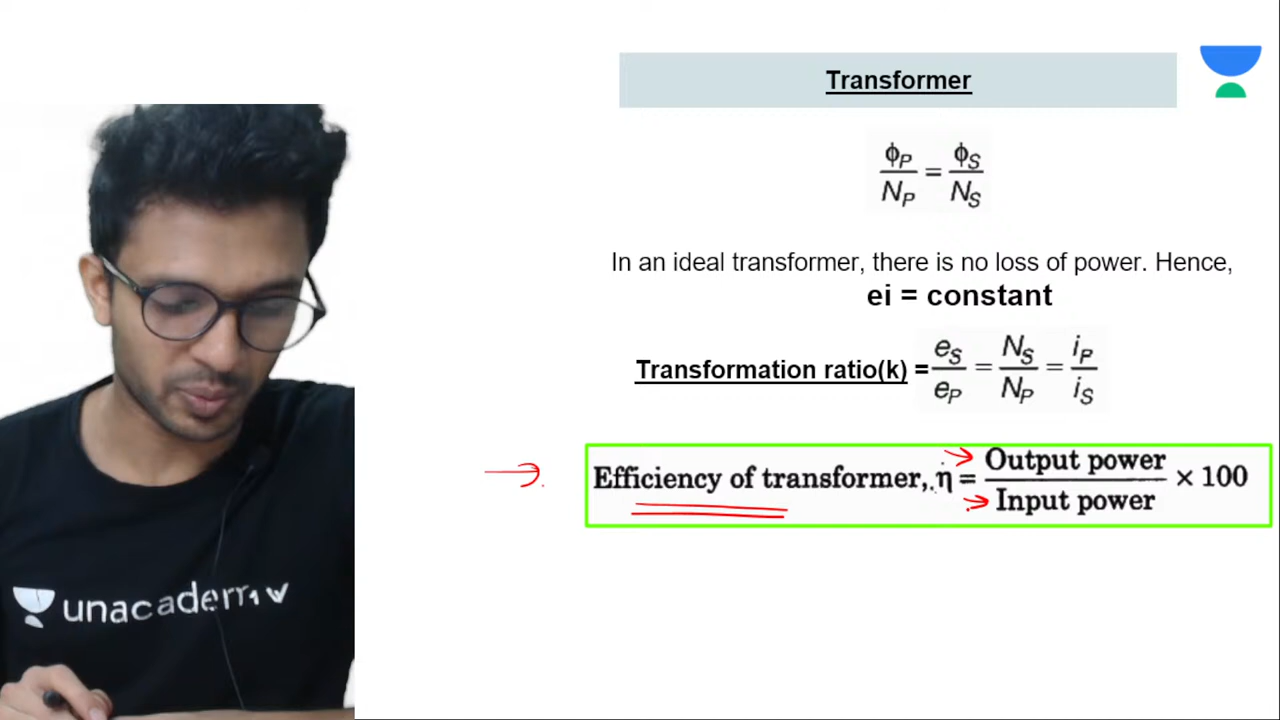 Transformer
ϕP/NP = ϕS/NS
In an ideal transformer, there is no loss of power. Hence,
ei = constant
Transformation ratio(k) = eS/eP = NS/NP = iP/iS
Efficiency of transformer, η = Output power/Input power × 100
unacademy